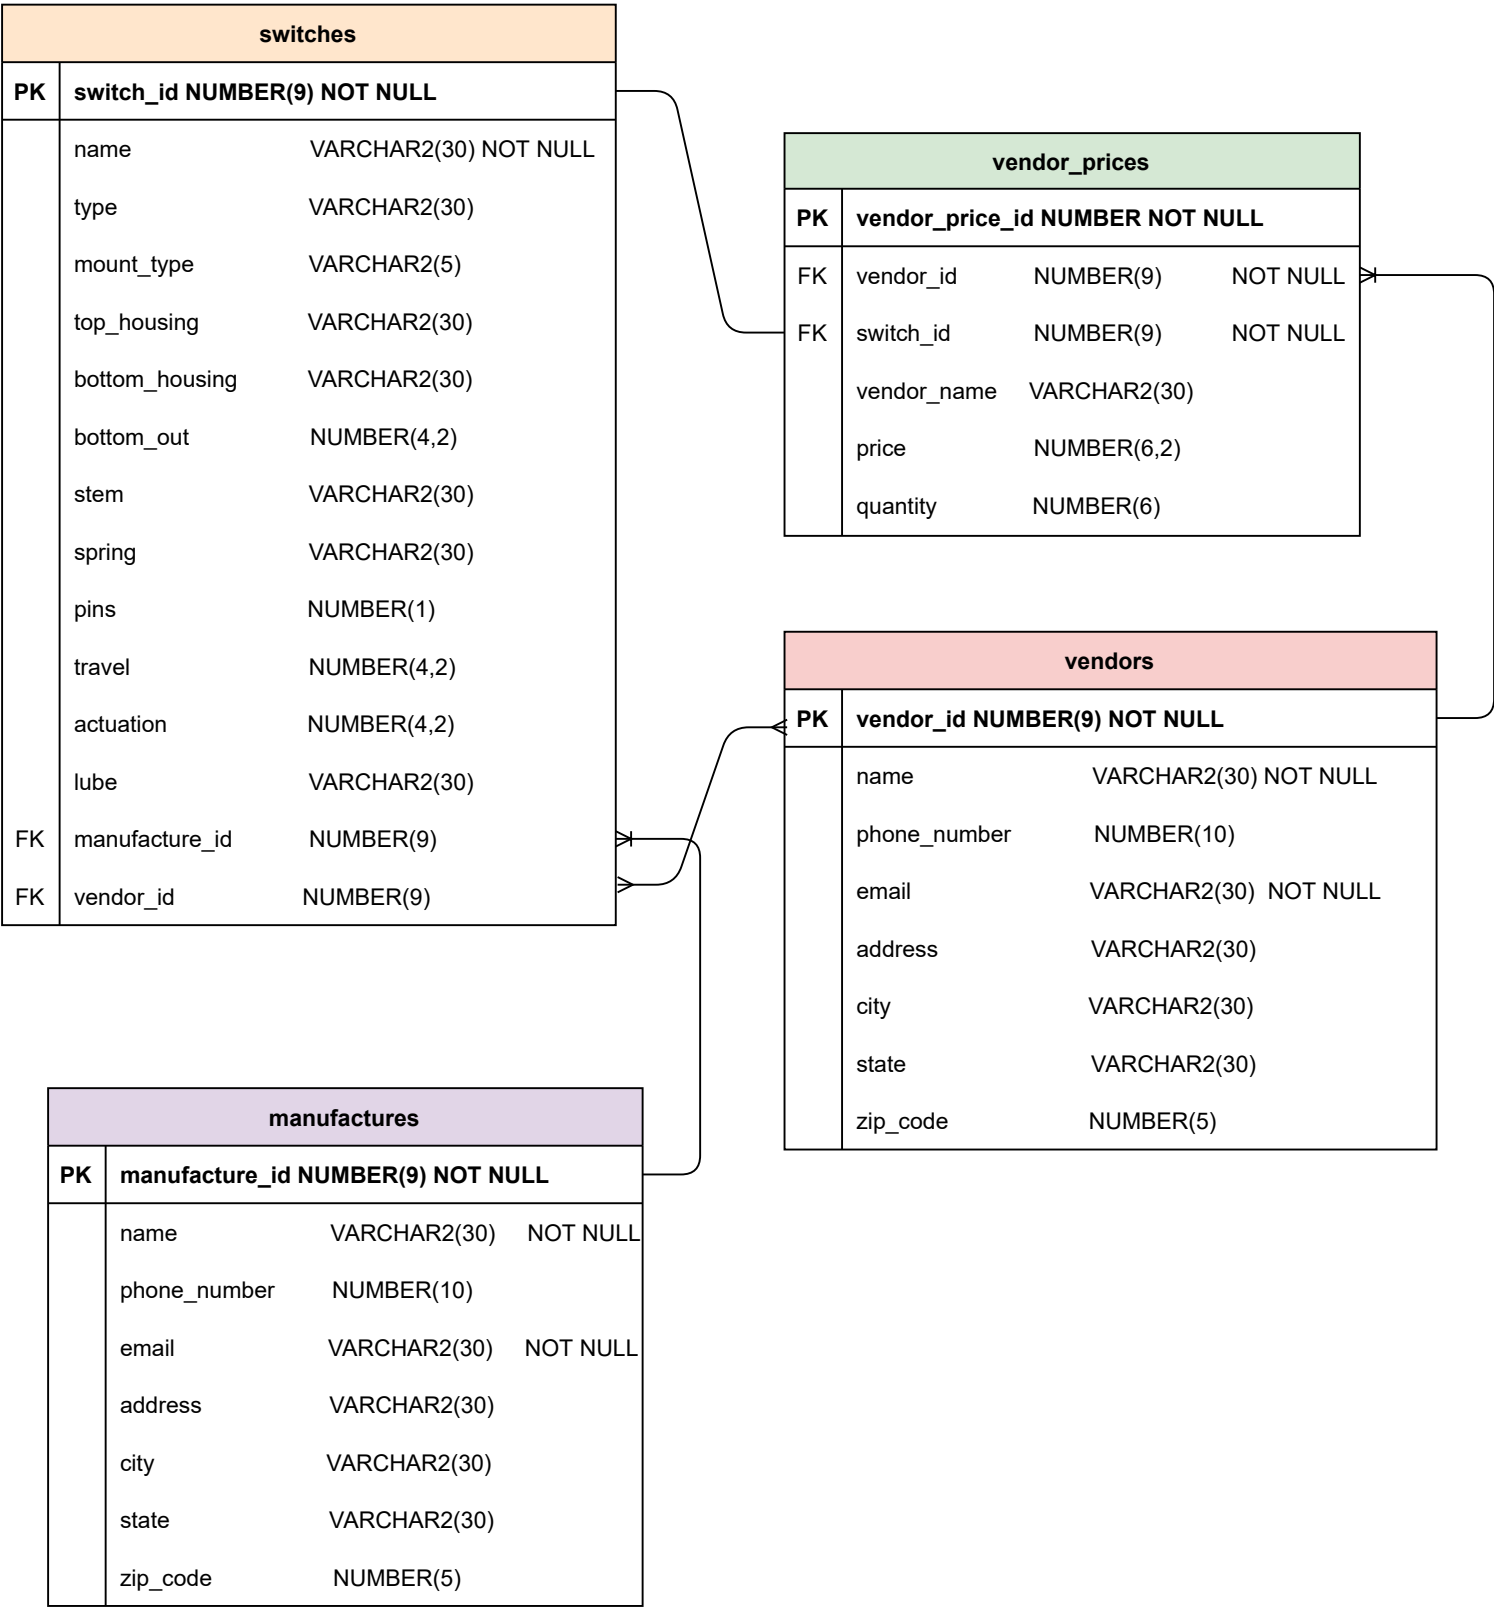 switches
PK switch_id NUMBER(9) NOT NULL
name VARCHAR2(30) NOT NULL
type VARCHAR2(30)
mount_type VARCHAR2(5)
top_housing VARCHAR2(30)
bottom_housing VARCHAR2(30)
bottom_out NUMBER(4,2)
stem VARCHAR2(30)
spring VARCHAR2(30)
pins NUMBER(1)
travel NUMBER(4,2)
actuation NUMBER(4,2)
lube VARCHAR2(30)
FK manufacture_id NUMBER(9)
FK vendor_id NUMBER(9)
vendor_prices
PK vendor_price_id NUMBER NOT NULL
FK vendor_id NUMBER(9) NOT NULL
FK switch_id NUMBER(9) NOT NULL
vendor_name VARCHAR2(30)
price NUMBER(6,2)
quantity NUMBER(6)
vendors
PK vendor_id NUMBER(9) NOT NULL
name VARCHAR2(30) NOT NULL
phone_number NUMBER(10)
email VARCHAR2(30) NOT NULL
address VARCHAR2(30)
city VARCHAR2(30)
state VARCHAR2(30)
zip_code NUMBER(5)
manufactures
PK manufacture_id NUMBER(9) NOT NULL
name VARCHAR2(30) NOT NULL
phone_number NUMBER(10)
email VARCHAR2(30) NOT NULL
address VARCHAR2(30)
city VARCHAR2(30)
state VARCHAR2(30)
zip_code NUMBER(5)